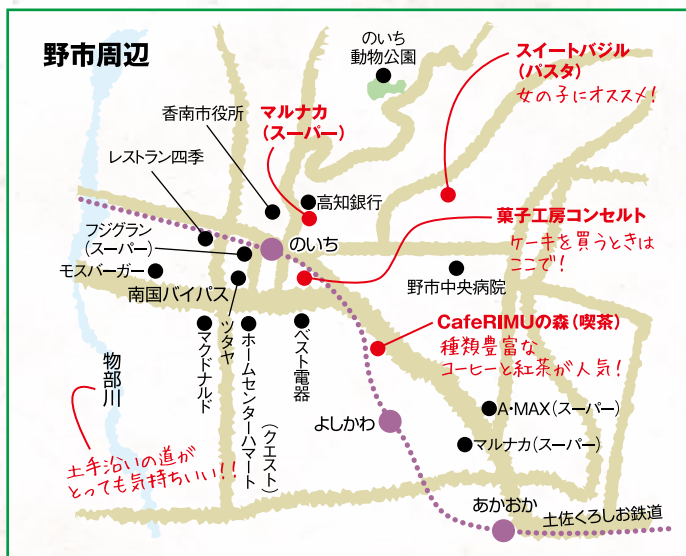 野市周辺
のいち
動物公園
スイートバジル
(パスタ)
女の子にオススメ!
香南市役所
マルナカ
(スーパー)
レストラン四季
高知銀行
フジグラン
(スーパー)
のいち
菓子工房コンセルト
ケーキを買うときは
ここで!
モスバーガー
野市中央病院
南国バイパス
CafeRIMUの森(喫茶)
種類豊富な
コーヒーと紅茶が人気!
物部川
マクドナルド
ツタヤ
ホームセンターハマート
(クエスト)
ベスト電器
A・MAX(スーパー)
よしかわ
マルナカ(スーパー)
土手沿いの道が
とっても気持ちいい!!
あかおか
土佐くろしお鉄道